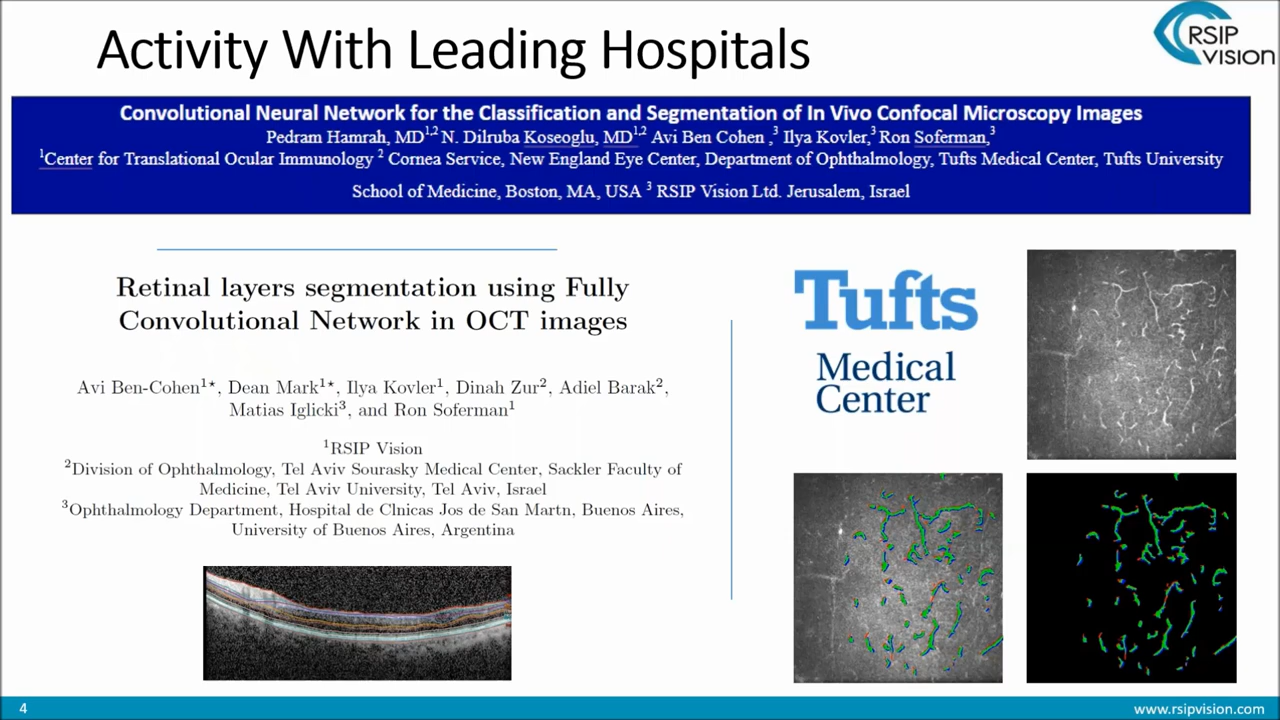 Activity With Leading Hospitals
RSIP
VISION
Convolutional Neural Network for the Classification and Segmentation of In Vivo Confocal Microscopy Images
Pedram Hamrah, MD1,2 N. Dilruba Koseoglu, MD1,2 Avi Ben Cohen ,3 Ilya Kovler,3 Ron Soferman,3
1Center for Translational Ocular Immunology 2 Cornea Service, New England Eye Center, Department of Ophthalmology, Tufts Medical Center, Tufts University
School of Medicine, Boston, MA, USA 3 RSIP Vision Ltd. Jerusalem, Israel
Retinal layers segmentation using Fully
Convolutional Network in OCT images
Avi Ben-Cohen1⋆, Dean Mark1⋆, Ilya Kovler1, Dinah Zur2, Adiel Barak2,
Matias Iglicki3, and Ron Soferman1
1RSIP Vision
2Division of Ophthalmology, Tel Aviv Sourasky Medical Center, Sackler Faculty of
Medicine, Tel Aviv University, Tel Aviv, Israel
3Ophthalmology Department, Hospital de Clnicas Jos de San Martn, Buenos Aires,
University of Buenos Aires, Argentina
Tufts
Medical
Center
4
www.rsipvision.com